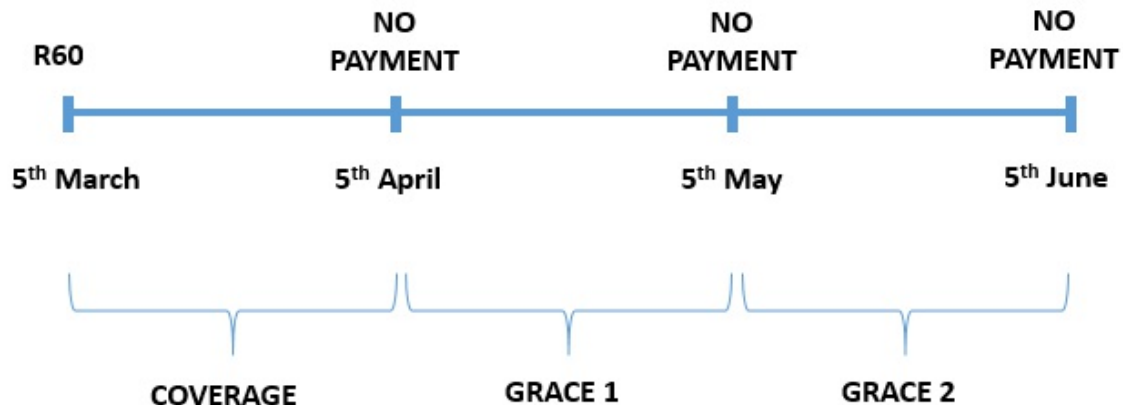 R60
NO
PAYMENT
NO
PAYMENT
NO
PAYMENT
5th March
5th April
5th May
5th June
COVERAGE
GRACE 1
GRACE 2